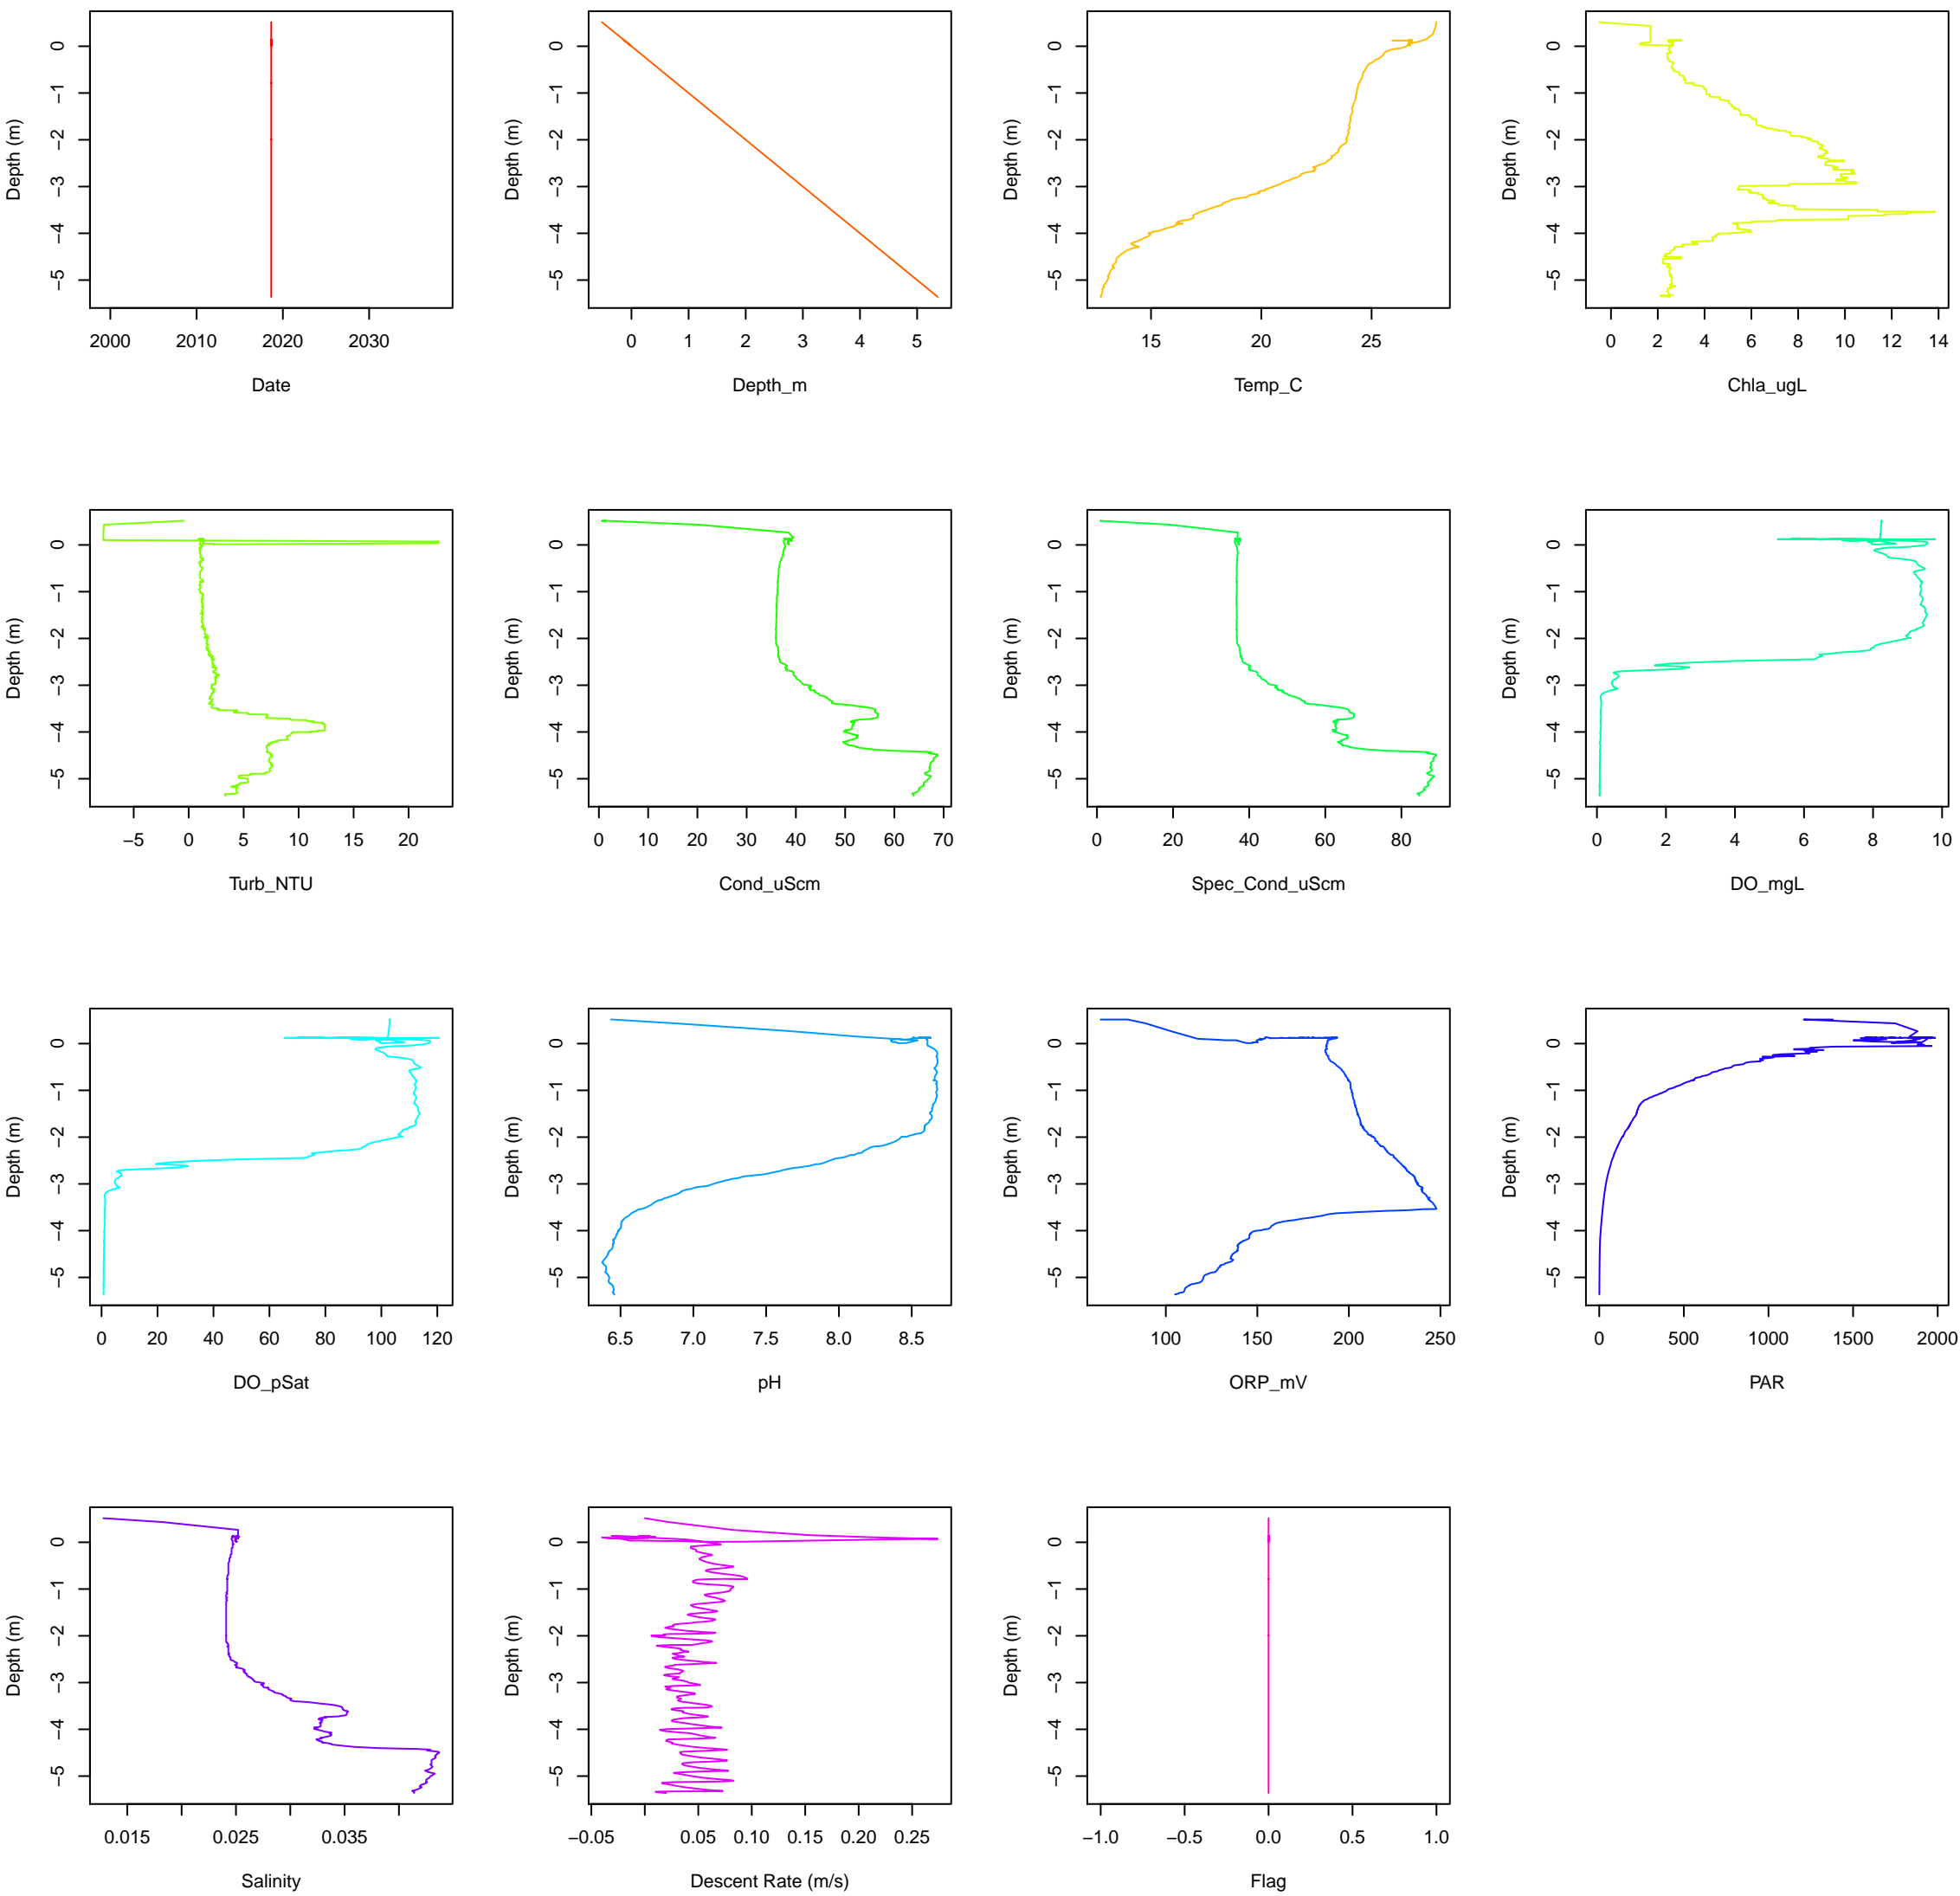 Depth (m)
0
−1
−2
−3
−4
−5
2000 2010 2020 2030
Date
Depth (m)
0
−1
−2
−3
−4
−5
0 1 2 3 4 5
Depth_m
Depth (m)
0
−1
−2
−3
−4
−5
15 20 25
Temp_C
Depth (m)
0
−1
−2
−3
−4
−5
0 2 4 6 8 10 12 14
Chla_ugL
Depth (m)
0
−1
−2
−3
−4
−5
−5 0 5 10 15 20
Turb_NTU
Depth (m)
0
−1
−2
−3
−4
−5
0 10 20 30 40 50 60 70
Cond_uScm
Depth (m)
0
−1
−2
−3
−4
−5
0 20 40 60 80
Spec_Cond_uScm
Depth (m)
0
−1
−2
−3
−4
−5
0 2 4 6 8 10
DO_mgL
Depth (m)
0
−1
−2
−3
−4
−5
0 20 40 60 80 100 120
DO_pSat
Depth (m)
0
−1
−2
−3
−4
−5
6.5 7.0 7.5 8.0 8.5
pH
Depth (m)
0
−1
−2
−3
−4
−5
100 150 200 250
ORP_mV
Depth (m)
0
−1
−2
−3
−4
−5
0 500 1000 1500 2000
PAR
Depth (m)
0
−1
−2
−3
−4
−5
0.015 0.025 0.035
Salinity
Depth (m)
0
−1
−2
−3
−4
−5
−0.05 0.05 0.10 0.15 0.20 0.25
Descent Rate (m/s)
Depth (m)
0
−1
−2
−3
−4
−5
−1.0 −0.5 0.0 0.5 1.0
Flag